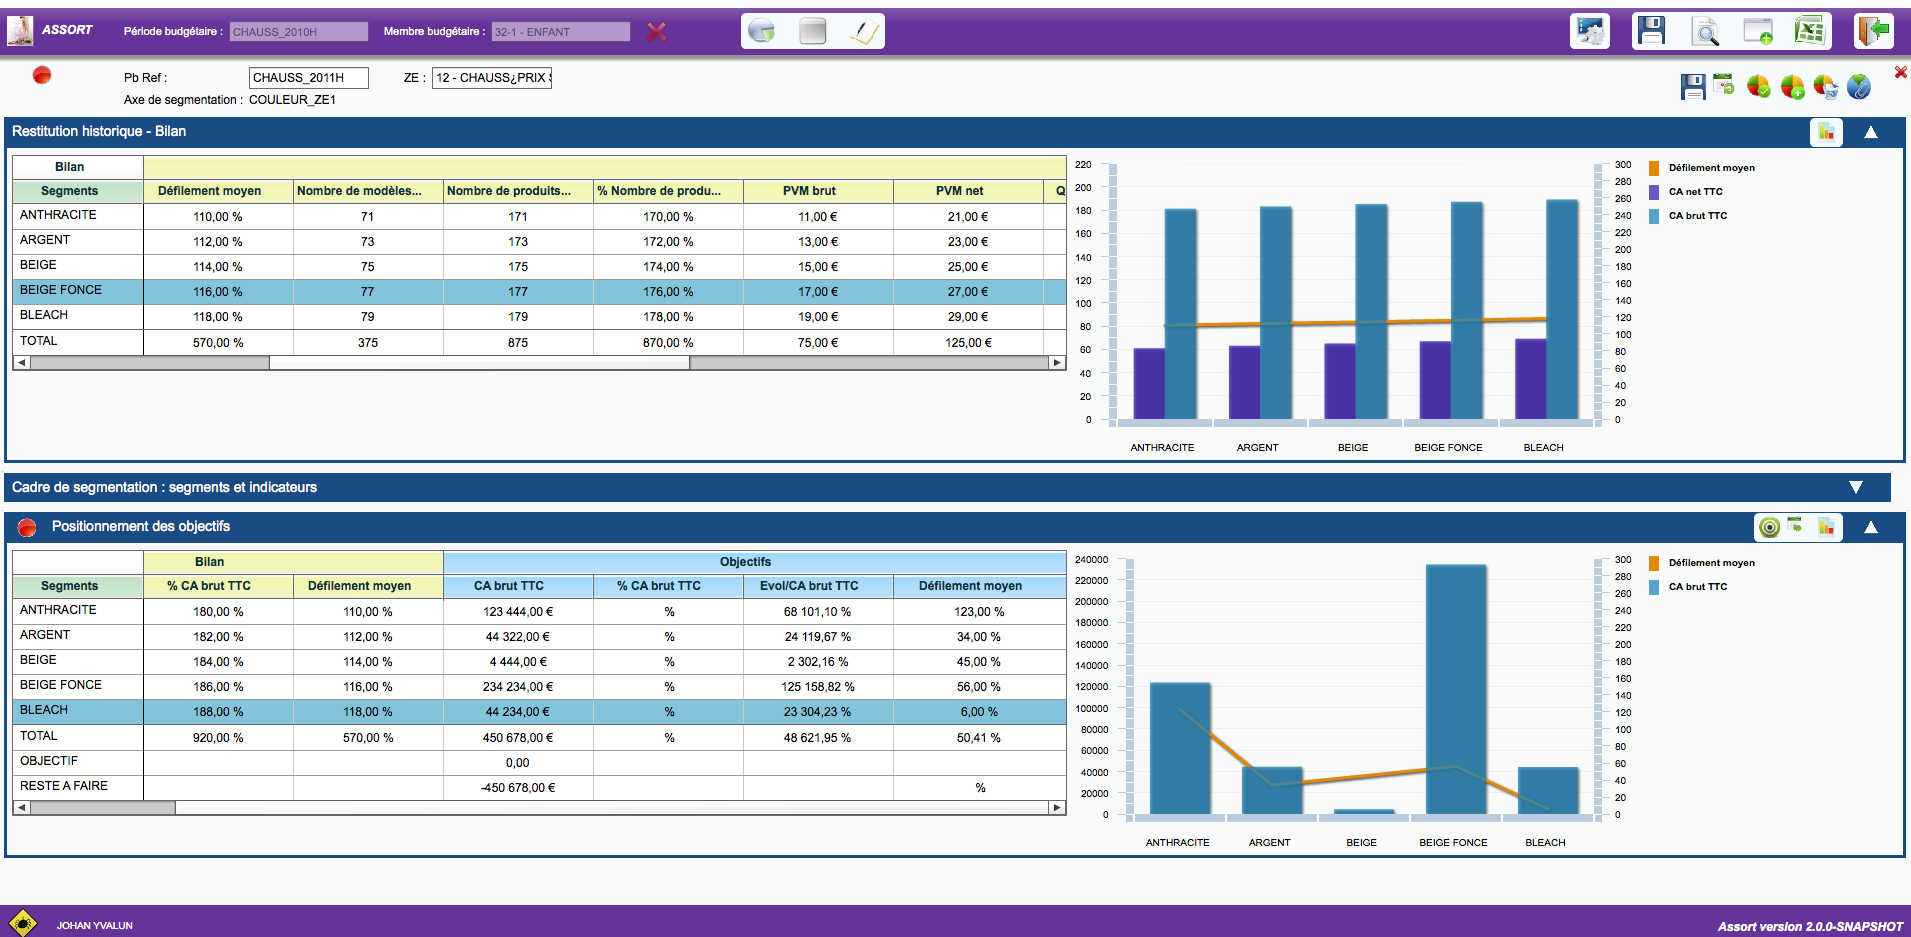 ASSORT Période budgétaire : CHAUSS_2010H Membre budgétaire : 32-1 - ENFANT
Pb Ref : CHAUSS_2011H ZE : 12 - CHAUSS¿PRIX
Axe de segmentation : COULEUR_ZE1
Restitution historique - Bilan
Bilan
Segments Défilement moyen Nombre de modèles... Nombre de produits... % Nombre de produ... PVM brut PVM net Q
ANTHRACITE 110,00 % 71 171 170,00 % 11,00 € 21,00 €
ARGENT 112,00 % 73 173 172,00 % 13,00 € 23,00 €
BEIGE 114,00 % 75 175 174,00 % 15,00 € 25,00 €
BEIGE FONCE 116,00 % 77 177 176,00 % 17,00 € 27,00 €
BLEACH 118,00 % 79 179 178,00 % 19,00 € 29,00 €
TOTAL 570,00 % 375 875 870,00 % 75,00 € 125,00 €
220
200
180
160
140
120
100
80
60
40
20
0
300
280
260
240
220
200
180
160
140
120
100
80
60
40
20
0
ANTHRACITE ARGENT BEIGE BEIGE FONCE BLEACH
Défilement moyen
CA net TTC
CA brut TTC
Cadre de segmentation : segments et indicateurs
Positionnement des objectifs
Bilan Objectifs
Segments % CA brut TTC Défilement moyen CA brut TTC % CA brut TTC Evol/CA brut TTC Défilement moyen
ANTHRACITE 180,00 % 110,00 % 123 444,00 € % 68 101,10 % 123,00 %
ARGENT 182,00 % 112,00 % 44 322,00 € % 24 119,67 % 34,00 %
BEIGE 184,00 % 114,00 % 4 444,00 € % 2 302,16 % 45,00 %
BEIGE FONCE 186,00 % 116,00 % 234 234,00 € % 125 158,82 % 56,00 %
BLEACH 188,00 % 118,00 % 44 234,00 € % 23 304,23 % 6,00 %
TOTAL 920,00 % 570,00 % 450 678,00 € % 48 621,95 % 50,41 %
OBJECTIF 0,00
RESTE A FAIRE -450 678,00 € %
240000
220000
200000
180000
160000
140000
120000
100000
80000
60000
40000
20000
0
300
280
260
240
220
200
180
160
140
120
100
80
60
40
20
0
ANTHRACITE ARGENT BEIGE BEIGE FONCE BLEACH
Défilement moyen
CA brut TTC
JOHAN YVALUN Assort version 2.0.0-SNAPSHOT